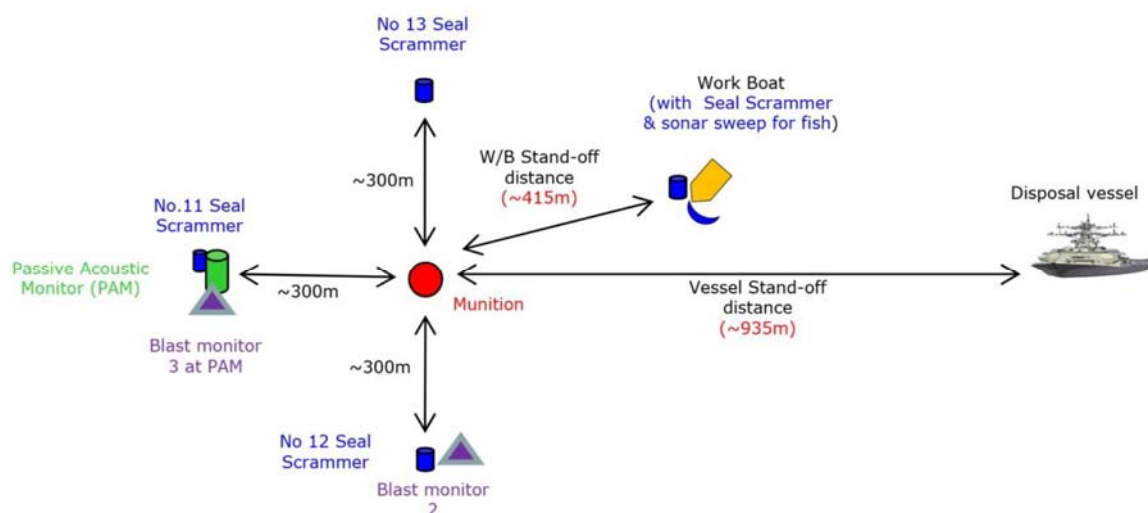 No 13 Seal
Scrammer
Work Boat
(with  Seal Scrammer
& sonar sweep for fish)
W/B Stand-off
distance
(~415m)
~300m
Disposal vessel
No.11 Seal
Scrammer
Passive Acoustic
Monitor (PAM)
~300m
Munition
Vessel Stand-off
distance
(~935m)
Blast monitor
3 at PAM
~300m
No 12 Seal
Scrammer
Blast monitor
2